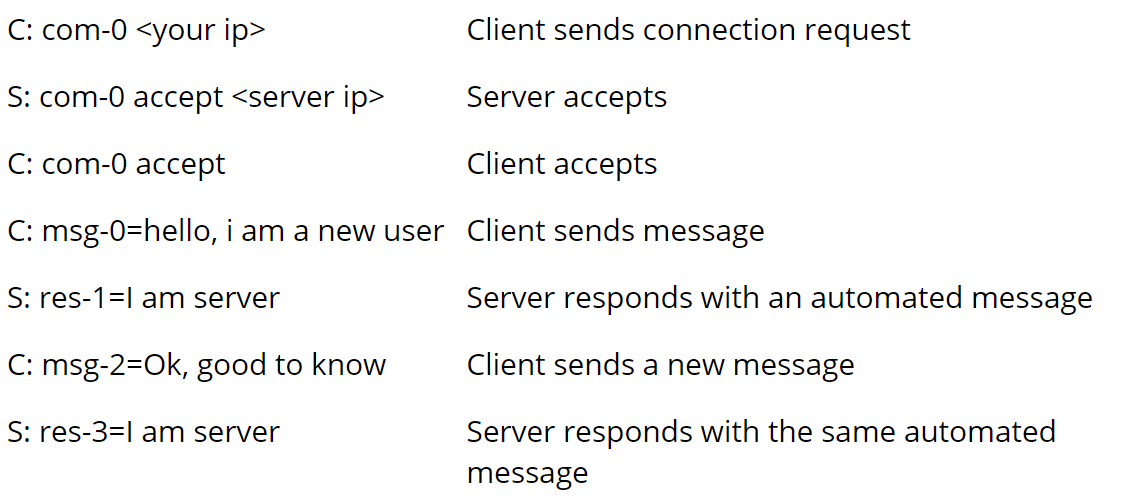 C: com-0 <your ip> Client sends connection request
S: com-0 accept <server ip> Server accepts
C: com-0 accept Client accepts
C: msg-0=hello, i am a new user Client sends message
S: res-1=I am server Server responds with an automated message
C: msg-2=Ok, good to know Client sends a new message
S: res-3=I am server Server responds with the same automated
message